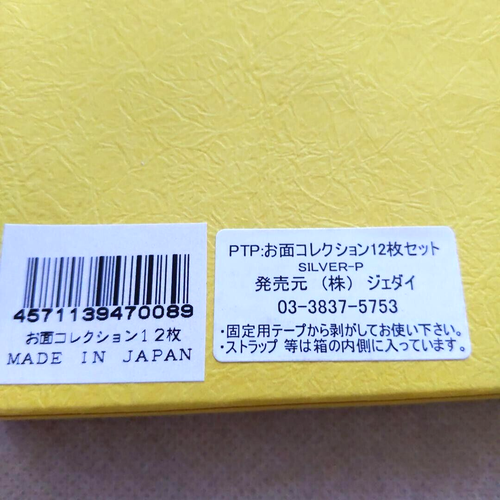 4571139470089
お面コレクション12枚
MADE IN JAPAN
PTP:お面コレクション12枚セット
SILVER-P
発売元 (株) ジェダイ
03-3837-5753
・固定用テープから剥がしてお使い下さい。
・ストラップ 等は箱の内側に入っています。